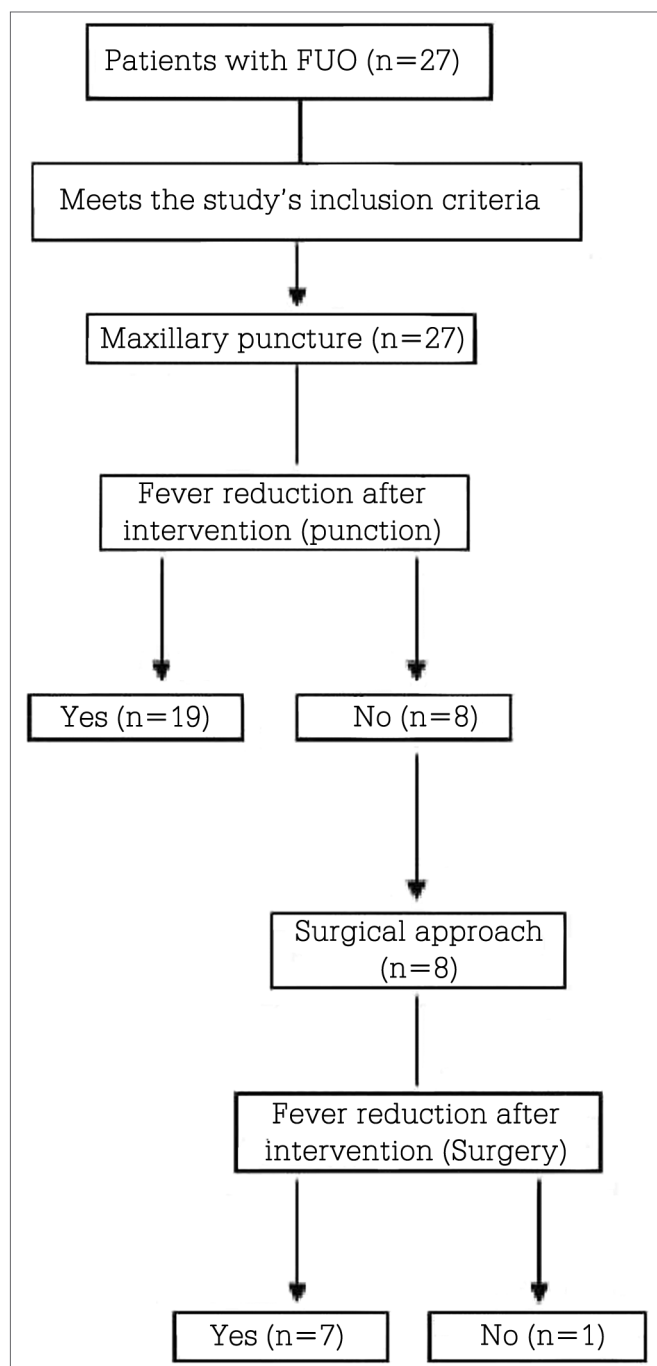 Patients with FUO (n=27)
Meets the study's inclusion criteria
Maxillary puncture (n=27)
Fever reduction after
intervention (punction)
Yes (n=19)
No (n=8)
Surgical approach
(n=8)
Fever reduction after
intervention (Surgery)
Yes (n=7)
No (n=1)